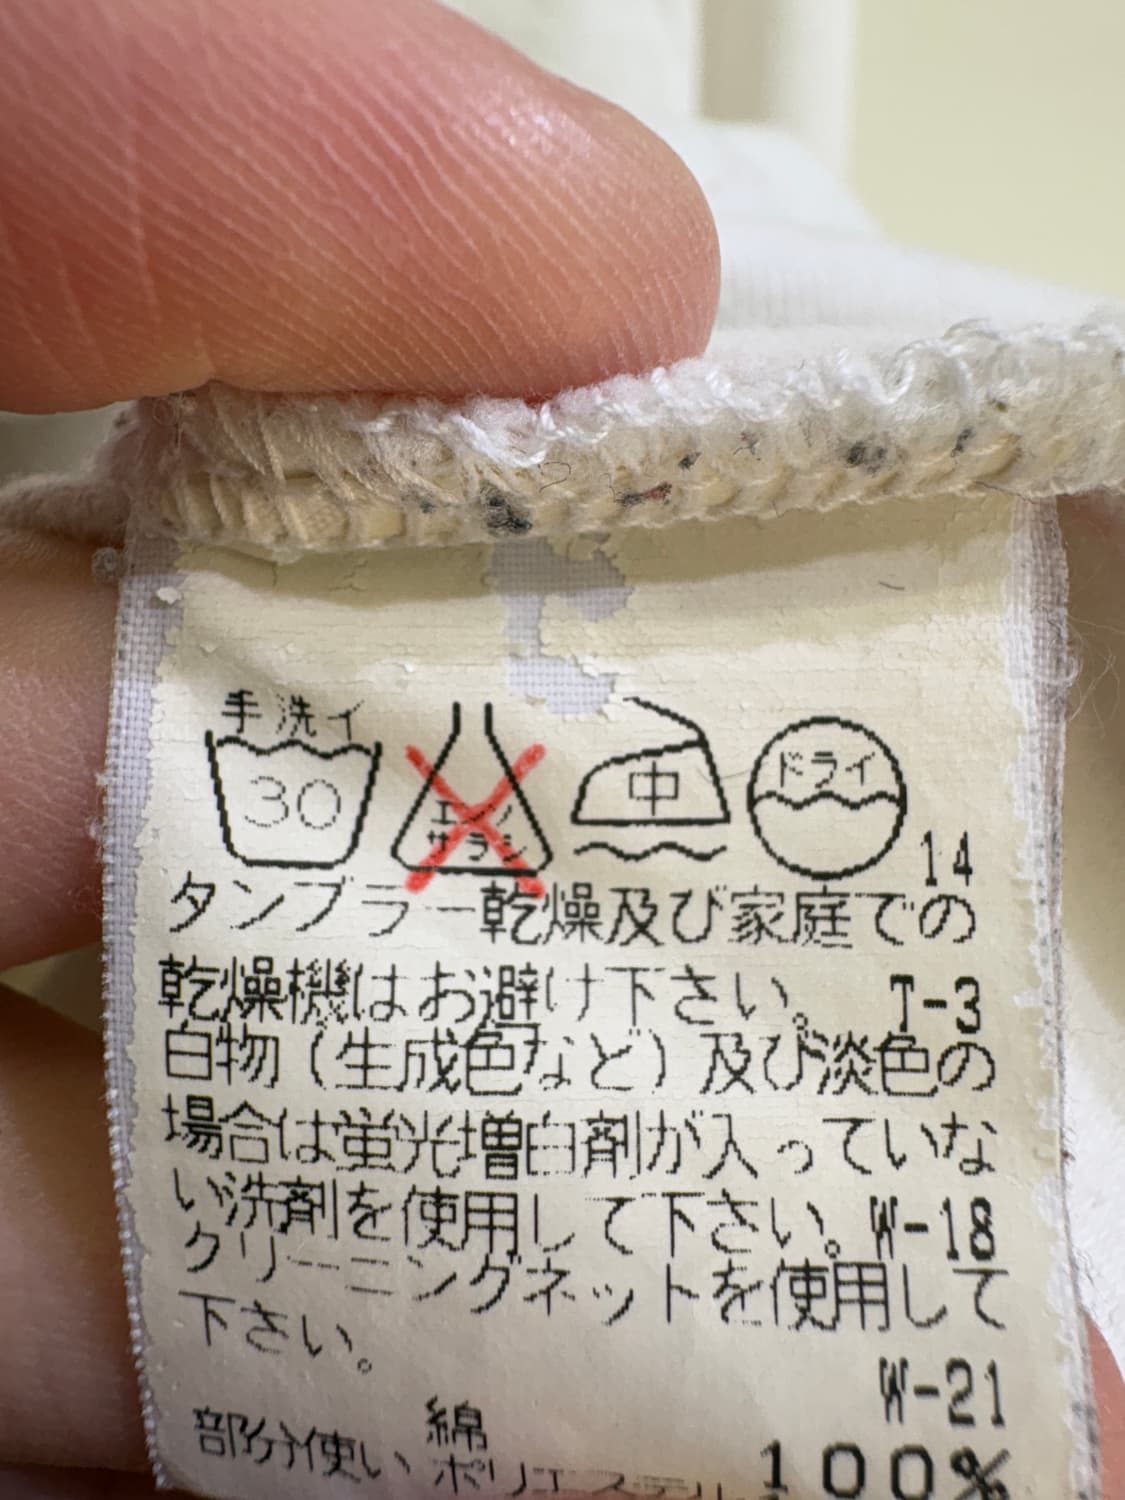 手洗イ
30
エンソ
サラシ
中
ドライ
14
タンブラー乾燥及び家庭での
乾燥機はお避け下さい。 T-3
白物（生成色など）及び淡色の
場合は蛍光増白剤が入っていな
い洗剤を使用して下さい。W-18
クリーニングネットを使用して
下さい。
W-21
綿 100%
部分使い ポリエステル